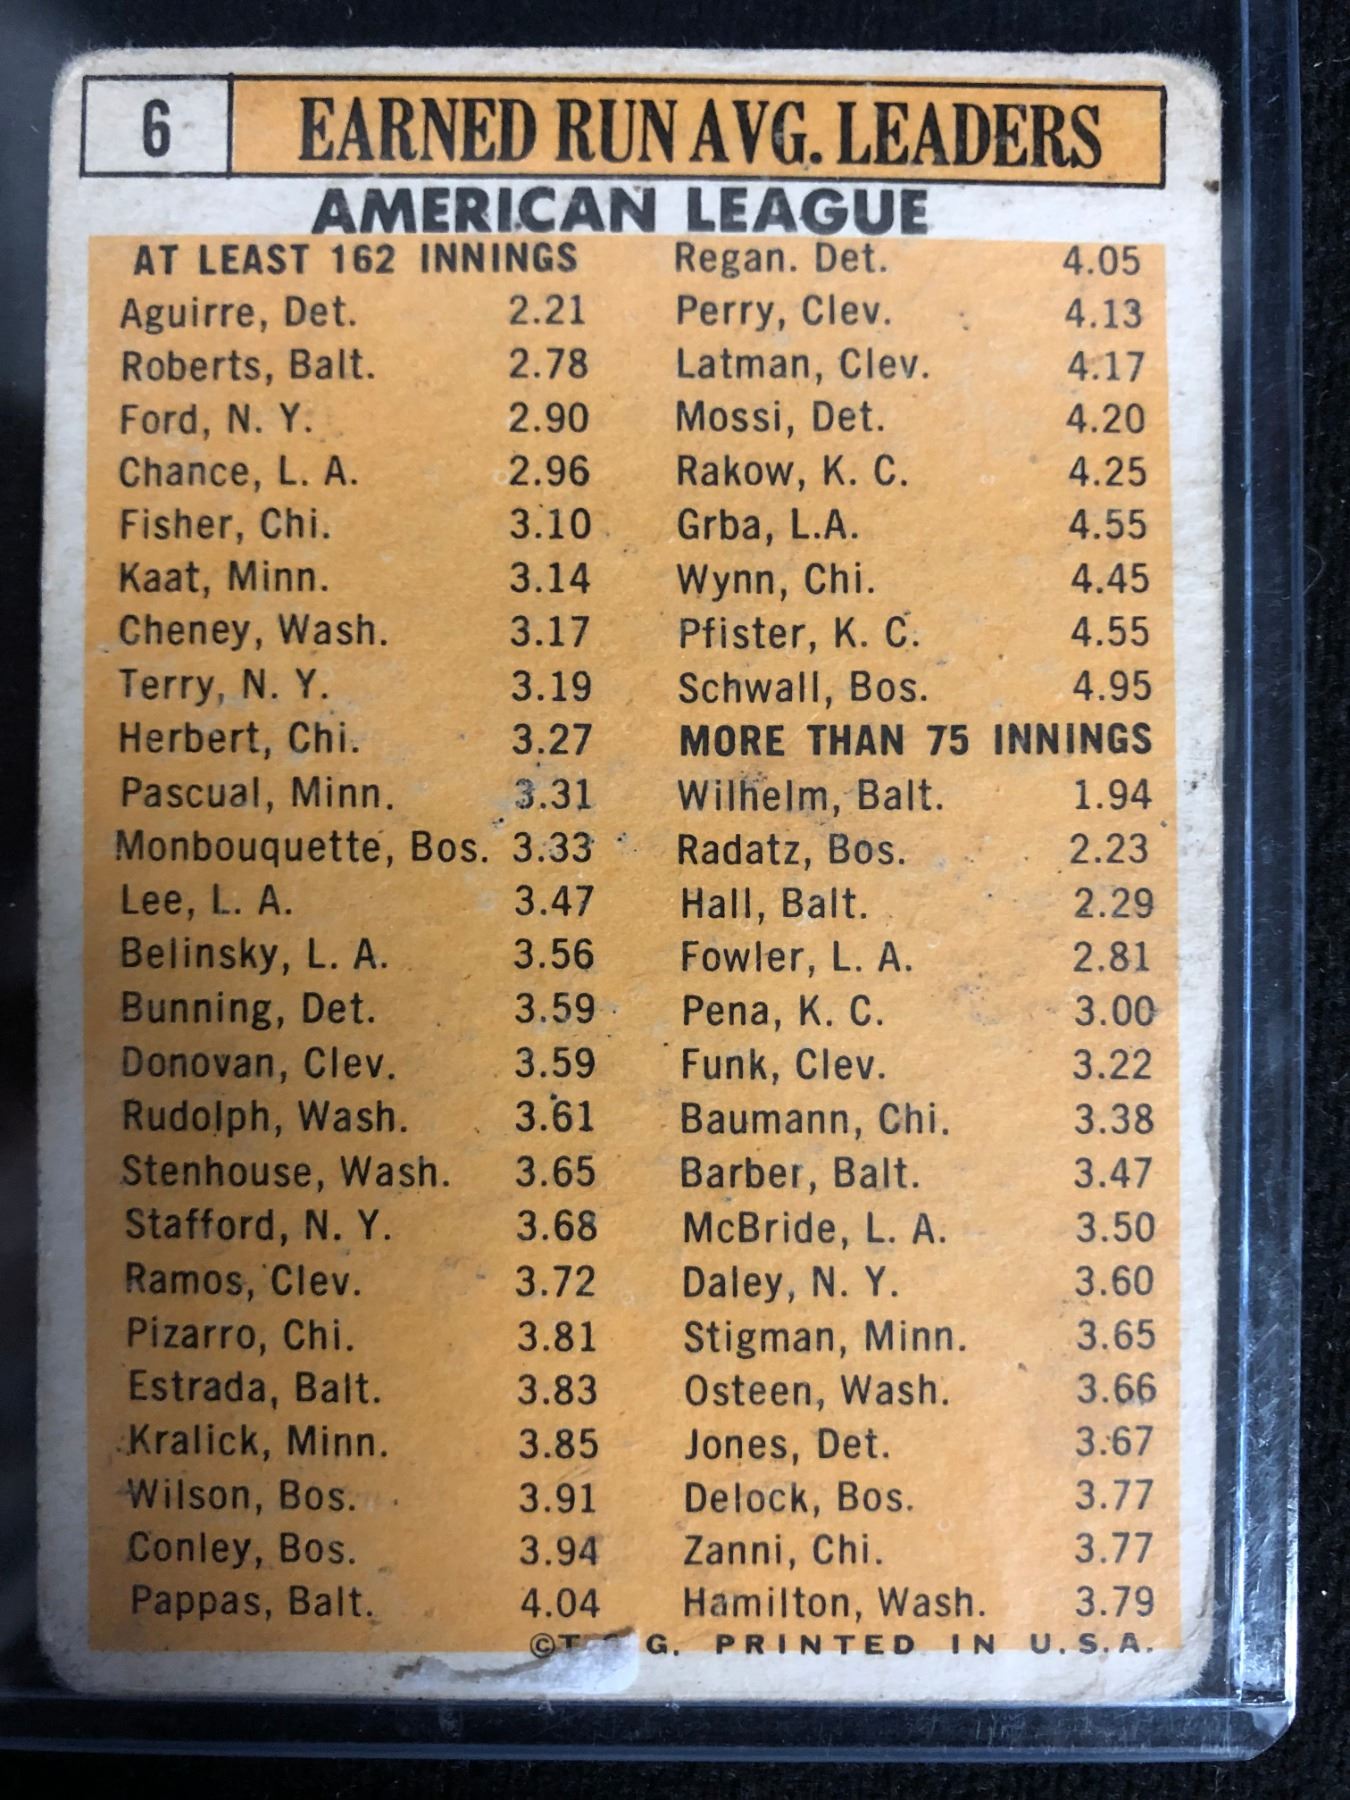 6
EARNED RUN AVG. LEADERS
AMERICAN LEAGUE
AT LEAST 162 INNINGS
Aguirre, Det. 2.21
Roberts, Balt. 2.78
Ford, N. Y. 2.90
Chance, L. A. 2.96
Fisher, Chi. 3.10
Kaat, Minn. 3.14
Cheney, Wash. 3.17
Terry, N. Y. 3.19
Herbert, Chi. 3.27
Pascual, Minn. 3.31
Monbouquette, Bos. 3.33
Lee, L. A. 3.47
Belinsky, L. A. 3.56
Bunning, Det. 3.59
Donovan, Clev. 3.59
Rudolph, Wash. 3.61
Stenhouse, Wash. 3.65
Stafford, N. Y. 3.68
Ramos, Clev. 3.72
Pizarro, Chi. 3.81
Estrada, Balt. 3.83
Kralick, Minn. 3.85
Wilson, Bos. 3.91
Conley, Bos. 3.94
Pappas, Balt. 4.04
Regan. Det. 4.05
Perry, Clev. 4.13
Latman, Clev. 4.17
Mossi, Det. 4.20
Rakow, K. C. 4.25
Grba, L.A. 4.55
Wynn, Chi. 4.45
Pfister, K. C. 4.55
Schwall, Bos. 4.95
MORE THAN 75 INNINGS
Wilhelm, Balt. 1.94
Radatz, Bos. 2.23
Hall, Balt. 2.29
Fowler, L. A. 2.81
Pena, K. C. 3.00
Funk, Clev. 3.22
Baumann, Chi. 3.38
Barber, Balt. 3.47
McBride, L. A. 3.50
Daley, N. Y. 3.60
Stigman, Minn. 3.65
Osteen, Wash. 3.66
Jones, Det. 3.67
Delock, Bos. 3.77
Zanni, Chi. 3.77
Hamilton, Wash. 3.79
G. PRINTED IN U.S.A.